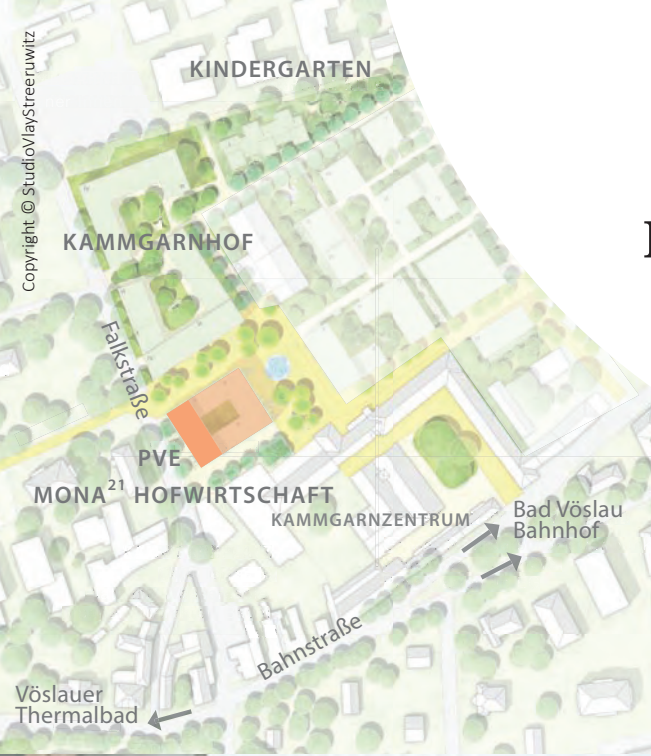 Copyright © StudioVlayStreeruwitz
KINDERGARTEN
KAMMGARNHOF
Falkstraße
PVE
MONA²¹ HOFWIRTSCHAFT
KAMMGARNZENTRUM
Bad Vöslau
Bahnhof
Bahnstraße
Vöslauer
Thermalbad